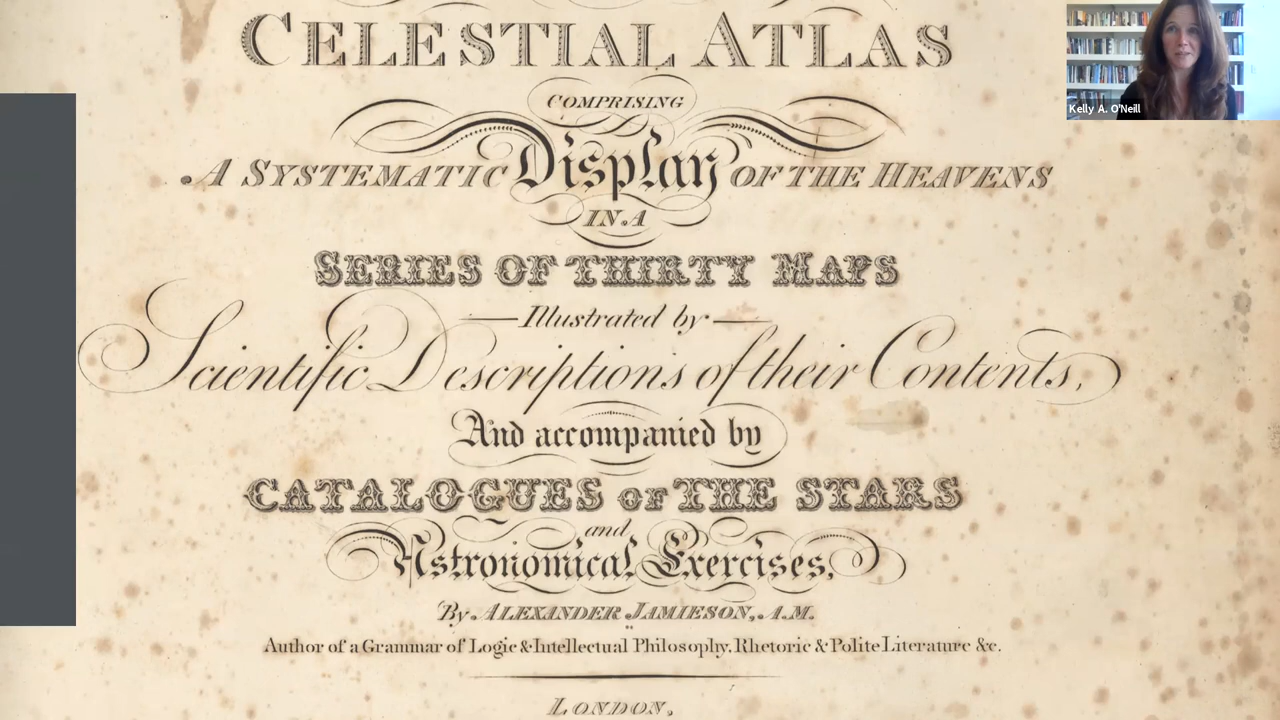 CELESTIAL ATLAS
COMPRISING
A SYSTEMATIC Display OF THE HEAVENS
IN A
SERIES OF THIRTY MAPS
Illustrated by
Scientific Descriptions of their Contents,
And accompanied by
CATALOGUES OF THE STARS
and
Astronomical Exercises,
By ALEXANDER JAMIESON, A.M.
Author of a Grammar of Logic & Intellectual Philosophy, Rhetoric & Polite Literature &c.
LONDON,
Kelly A. O'Neill